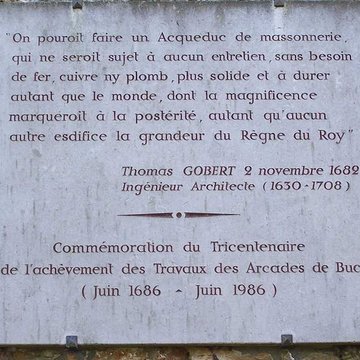 "On pouroit faire un Acqueduc de massonnerie,
qui ne seroit sujet à aucun entretien, sans besoin
de fer, cuivre ny plomb, plus solide et à durer
autant que le monde, dont la magnificence
marqueroit à la postérité, autant qu'aucun
autre esdifice la grandeur du Règne du Roy"
Thomas GOBERT 2 novembre 1682
Ingénieur Architecte (1630-1708)
Commémoration du Tricentenaire
de l'achèvement des Travaux des Arcades de Buc
( Juin 1686 - Juin 1986 )